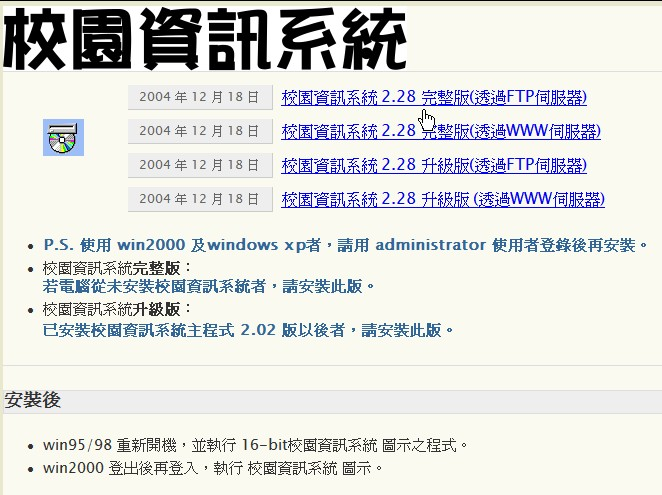 校園資訊系統
2004 年 12 月 18 日 校園資訊系統 2.28 完整版(透過FTP伺服器)
2004 年 12 月 18 日 校園資訊系統 2.28 完整版(透過WWW伺服器)
2004 年 12 月 18 日 校園資訊系統 2.28 升級版(透過FTP伺服器)
2004 年 12 月 18 日 校園資訊系統 2.28 升級版 (透過WWW伺服器)
• P.S. 使用 win2000 及windows xp者，請用 administrator 使用者登錄後再安裝。
• 校園資訊系統完整版：
若電腦從未安裝校園資訊系統者，請安裝此版。
• 校園資訊系統升級版：
已安裝校園資訊系統主程式 2.02 版以後者，請安裝此版。
安裝後
• win95/98 重新開機，並執行 16-bit校園資訊系統 圖示之程式。
• win2000 登出後再登入，執行 校園資訊系統 圖示。